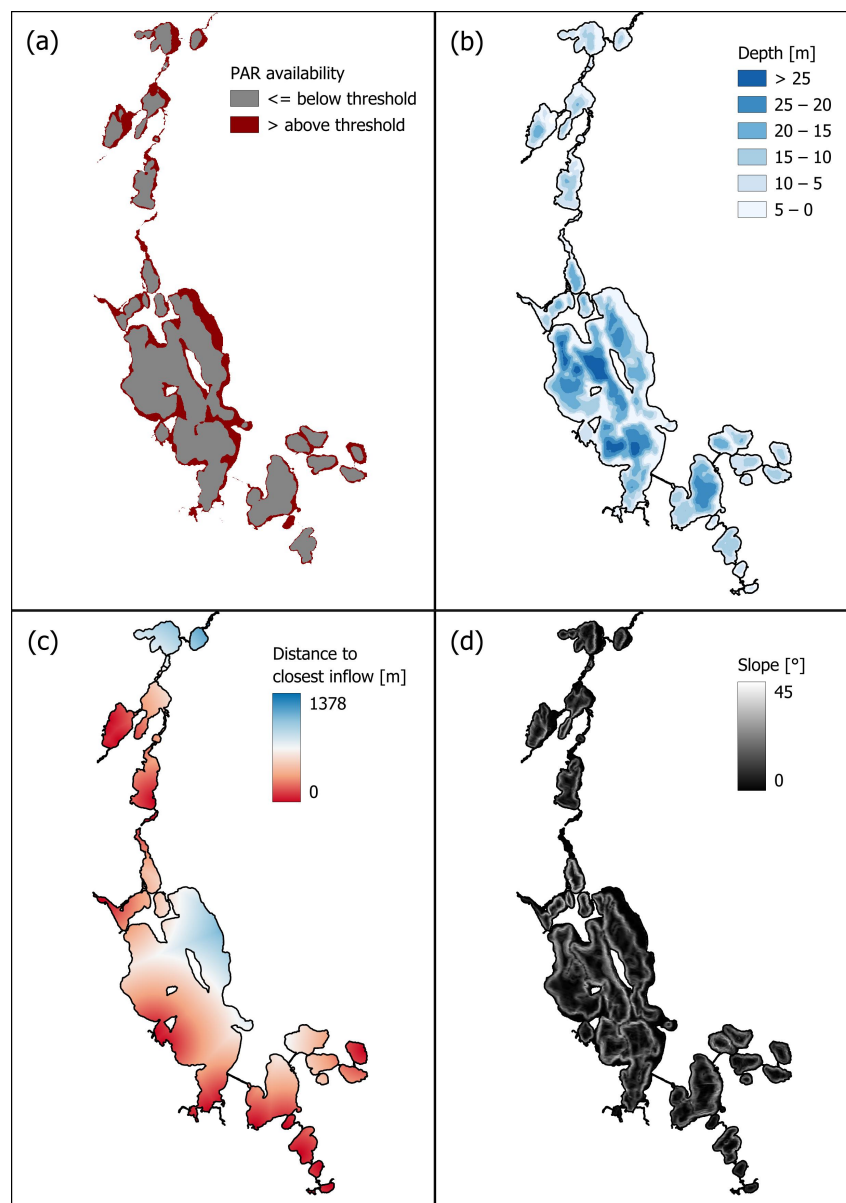 (a)
PAR availability
<= below threshold
> above threshold
(b)
Depth [m]
> 25
25 – 20
20 – 15
15 – 10
10 – 5
5 – 0
(c)
Distance to
closest inflow [m]
1378
0
(d)
Slope [°]
45
0